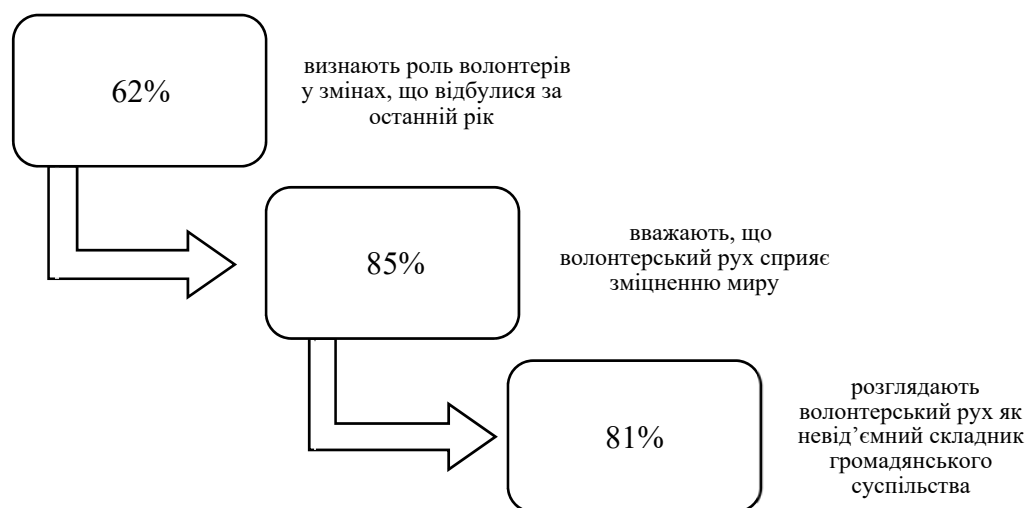 62%
визнають роль волонтерів
у змінах, що відбулися за
останній рік
85%
вважають, що
волонтерський рух сприяє
зміцненню миру
81%
розглядають
волонтерський рух як
невід’ємний складник
громадянського
суспільства